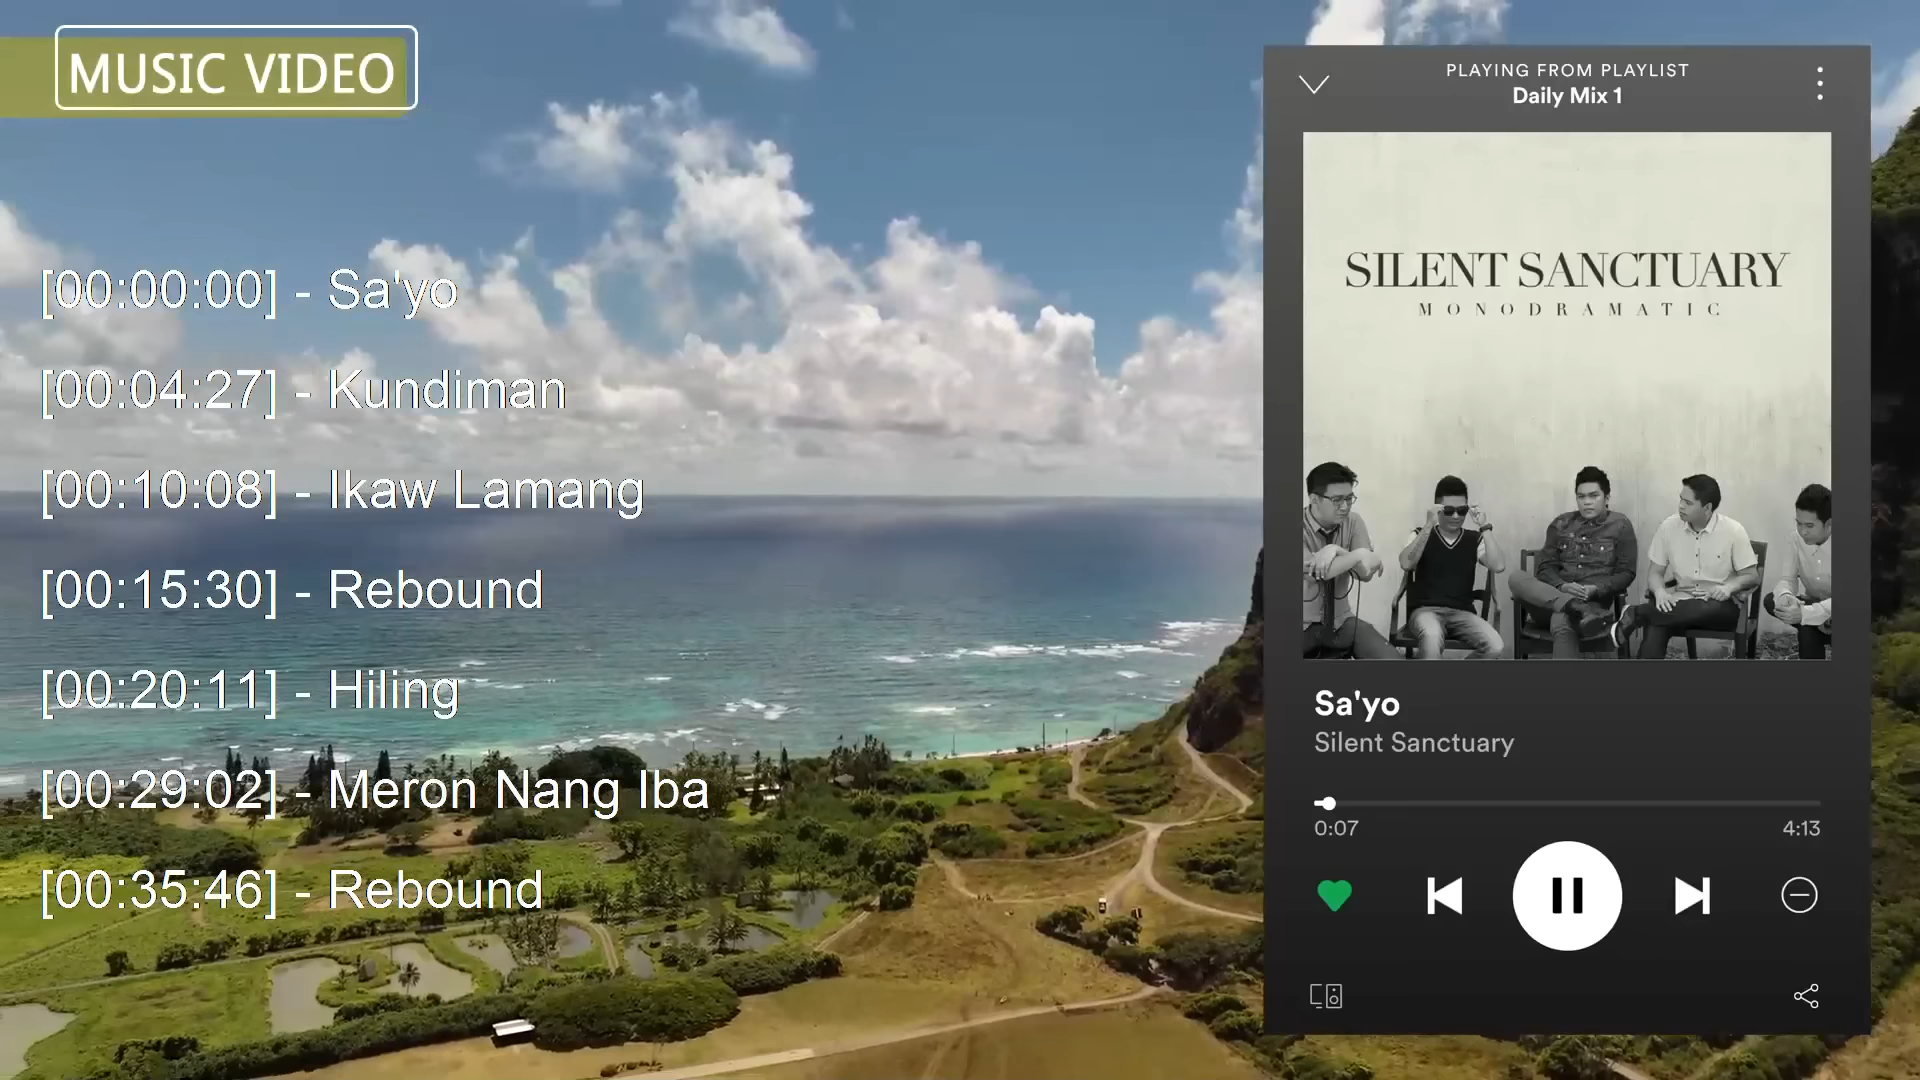 MUSIC VIDEO
[00:00:00] - Sa'yo
[00:04:27] - Kundiman
[00:10:08] - Ikaw Lamang
[00:15:30] - Rebound
[00:20:11] - Hiling
[00:29:02] - Meron Nang Iba
[00:35:46] - Rebound
PLAYING FROM PLAYLIST
Daily Mix 1
SILENT SANCTUARY
MONODRAMATIC
Sa'yo
Silent Sanctuary
0:07
4:13